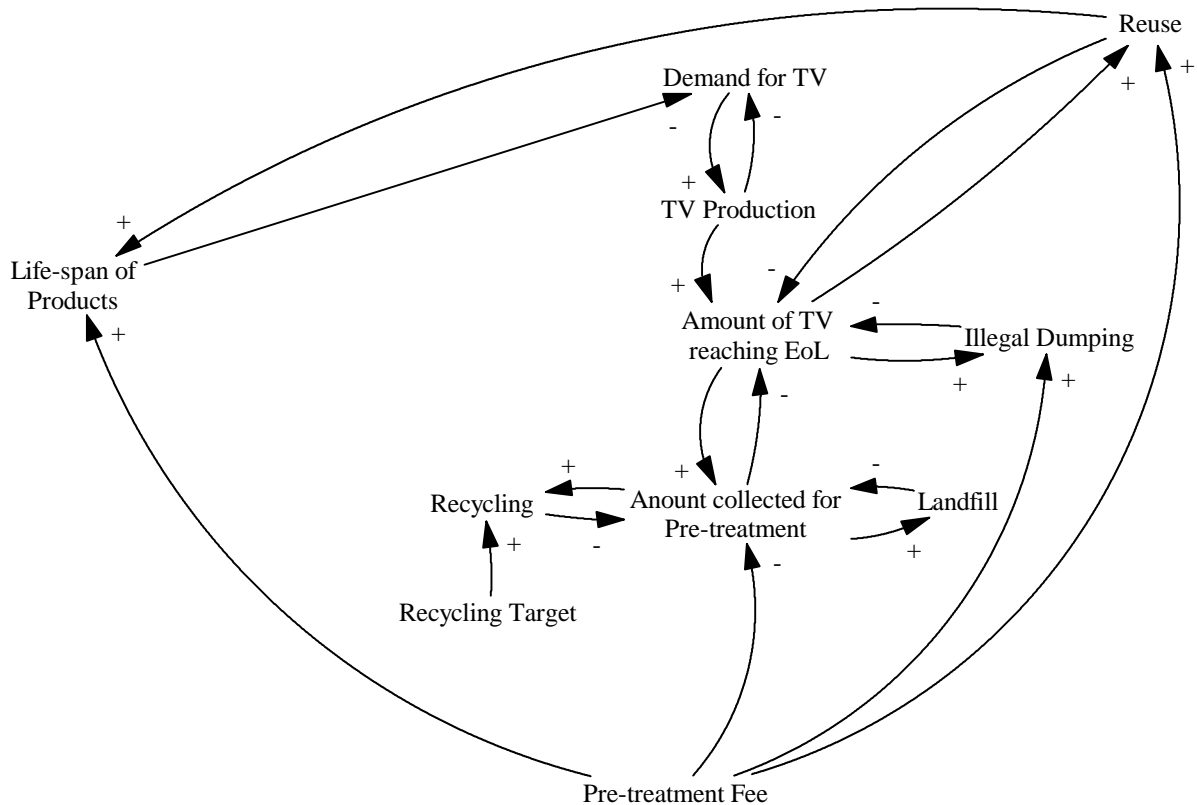 Reuse
+
+
Demand for TV
-
-
+
TV Production
+
Life-span of
Products
+
+
-
Amount of TV
reaching EoL
-
Illegal Dumping
+
+
-
+
+
-
Recycling
Anount collected for
Pre-treatment
Landfill
+
-
+
-
Recycling Target
Pre-treatment Fee